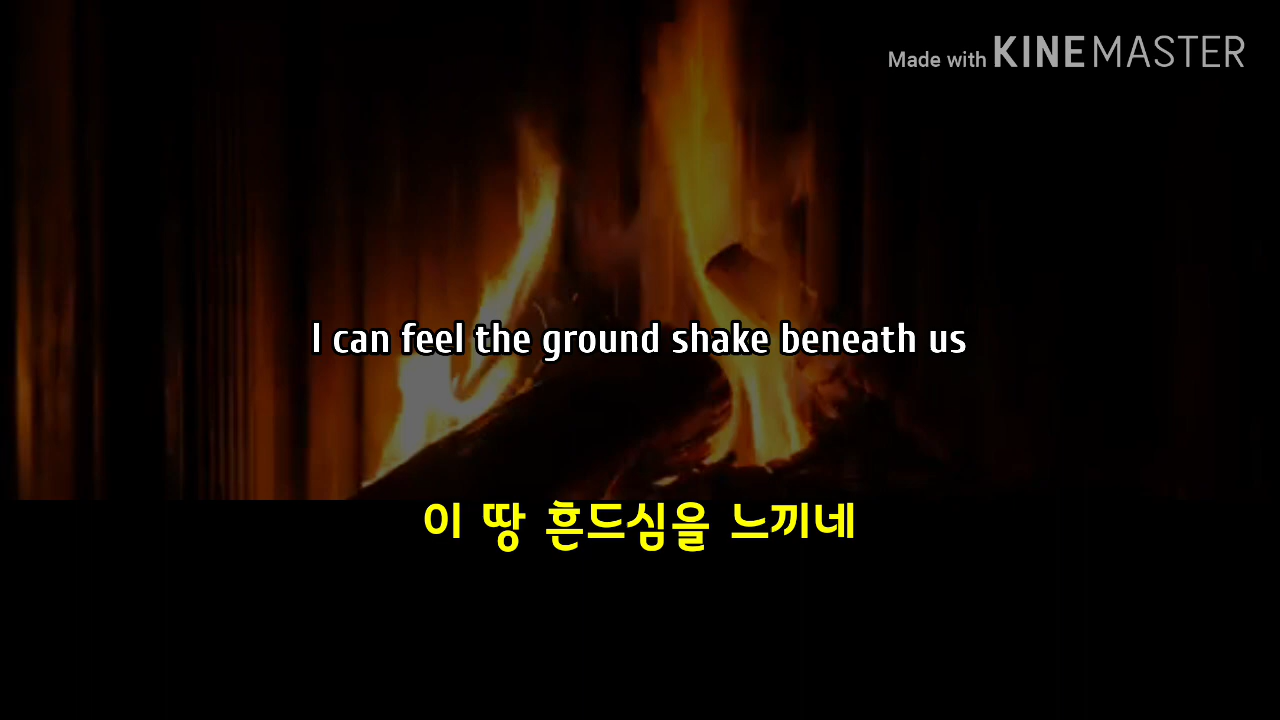 Made with KINEMASTER
I can feel the ground shake beneath us
이 땅 흔드심을 느끼네